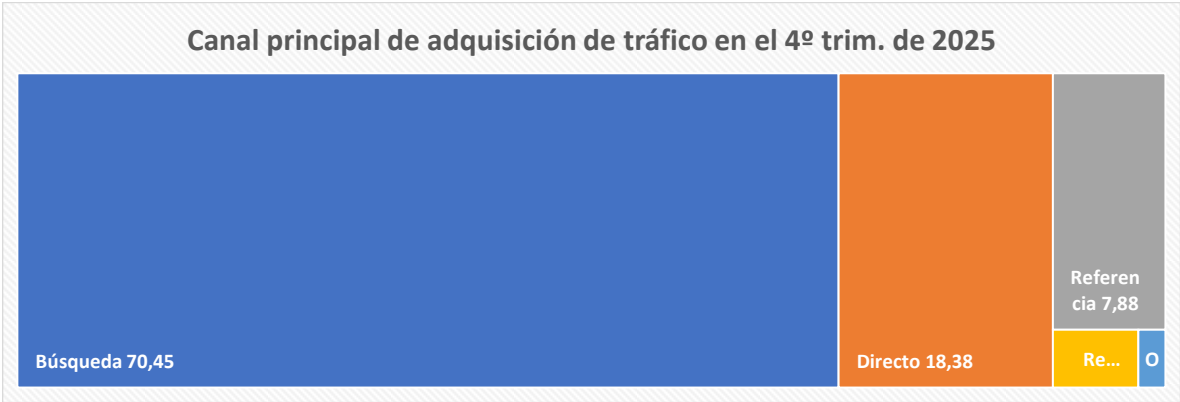 Canal principal de adquisición de tráfico en el 4º trim. de 2025
Búsqueda 70,45
Directo 18,38
Referen
cia 7,88
Re...
O